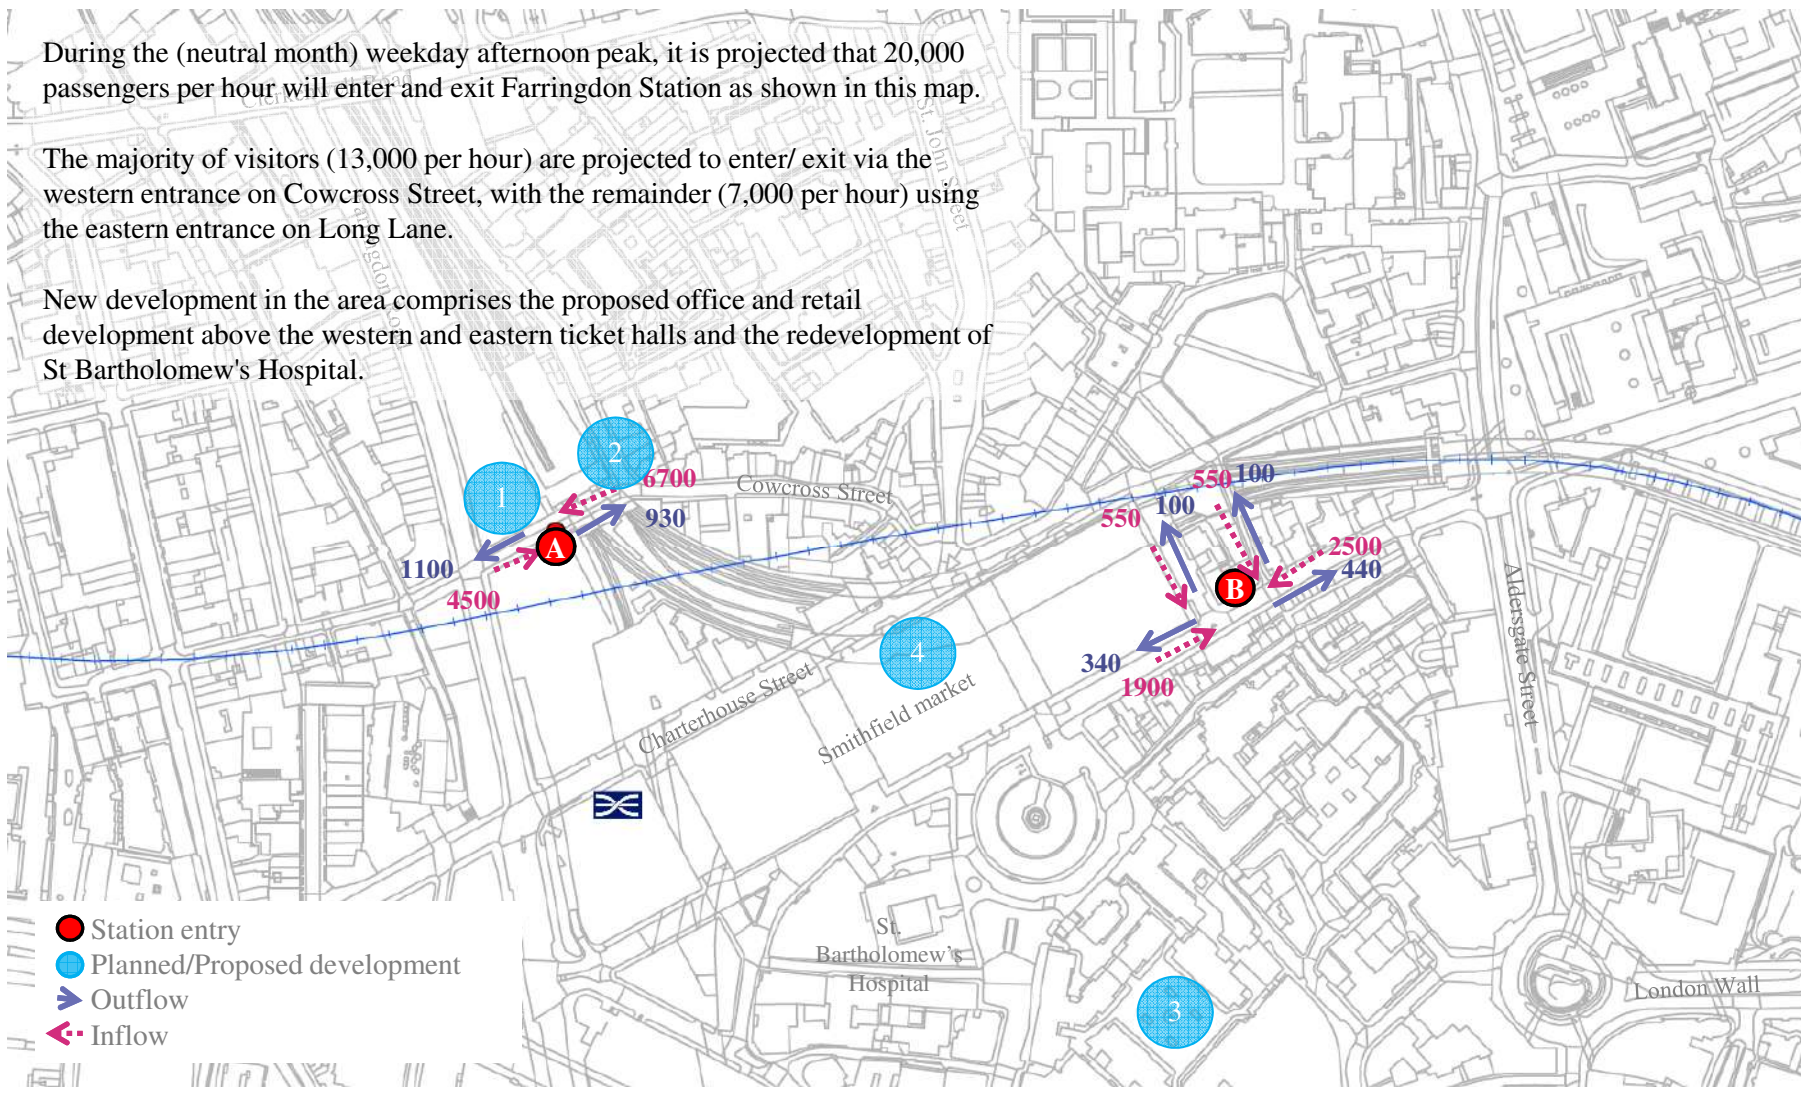 During the (neutral month) weekday afternoon peak, it is projected that 20,000
passengers per hour will enter and exit Farringdon Station as shown in this map.
The majority of visitors (13,000 per hour) are projected to enter/ exit via the
western entrance on Cowcross Street, with the remainder (7,000 per hour) using
the eastern entrance on Long Lane.
New development in the area comprises the proposed office and retail
development above the western and eastern ticket halls and the redevelopment of
St Bartholomew's Hospital.
Clerkenwell Road
St. John Street
2
6700
1
Cowcross Street
930
A
1100
4500
550
100
550
100
2500
440
B
340
1900
4
Charterhouse Street
Smithfield market
Aldersgate Street
St.
Bartholomew's
Hospital
3
London Wall
Station entry
Planned/Proposed development
Outflow
Inflow